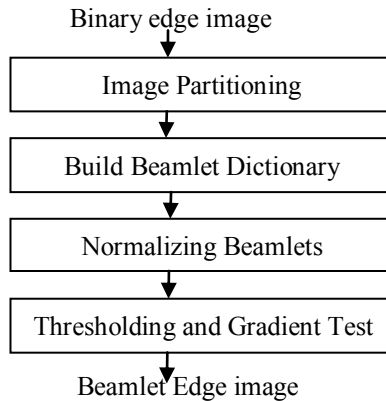 Binary edge image
Image Partitioning
Build Beamlet Dictionary
Normalizing Beamlets
Thresholding and Gradient Test
Beamlet Edge image